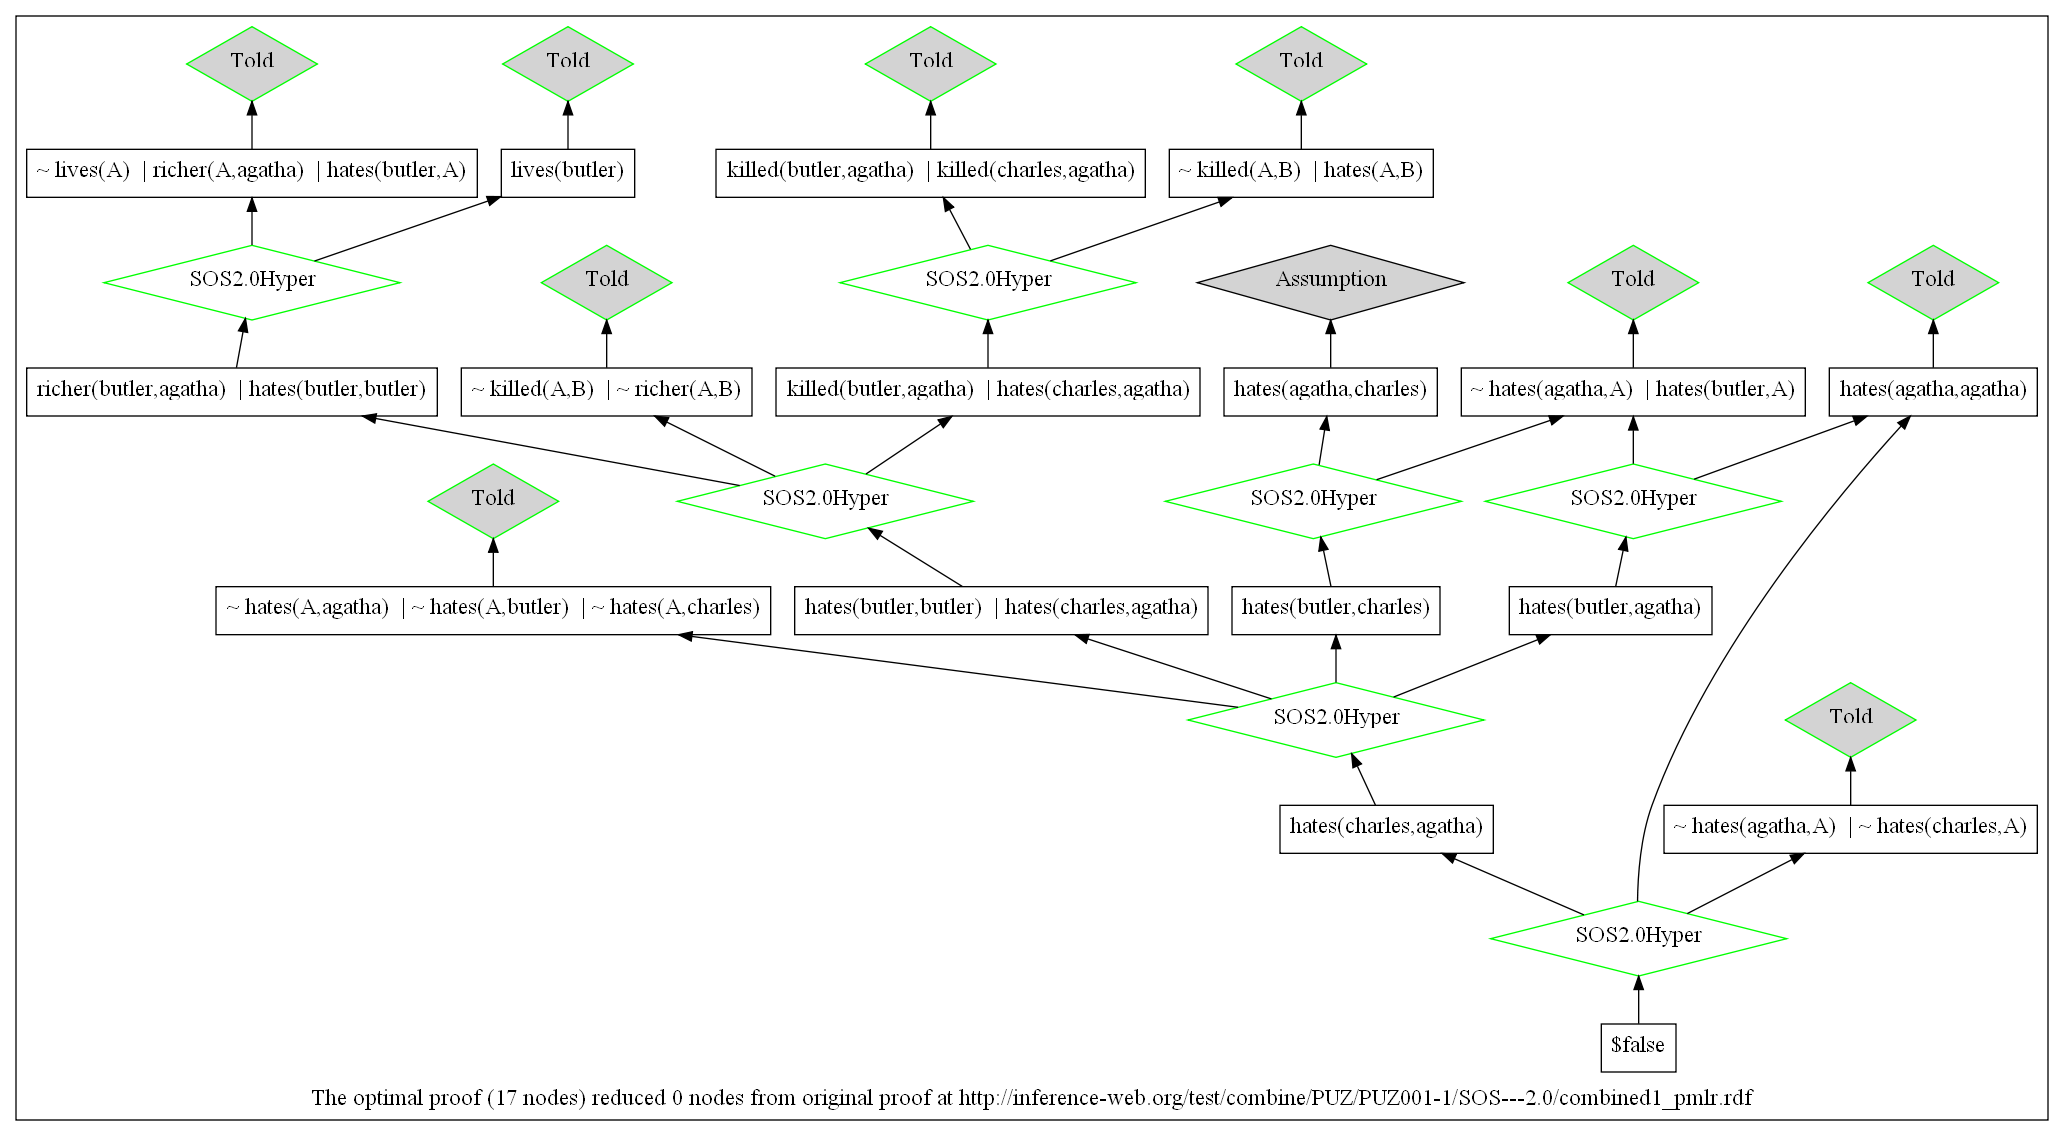 Told
Told
Told
Told
~ lives(A) | richer(A,agatha) | hates(butler,A)
lives(butler)
killed(butler,agatha) | killed(charles,agatha)
~ killed(A,B) | hates(A,B)
SOS2.0Hyper
Told
SOS2.0Hyper
Assumption
Told
Told
richer(butler,agatha) | hates(butler,butler)
~ killed(A,B) | ~ richer(A,B)
killed(butler,agatha) | hates(charles,agatha)
hates(agatha,charles)
~ hates(agatha,A) | hates(butler,A)
hates(agatha,agatha)
Told
SOS2.0Hyper
SOS2.0Hyper
SOS2.0Hyper
~ hates(A,agatha) | ~ hates(A,butler) | ~ hates(A,charles)
hates(butler,butler) | hates(charles,agatha)
hates(butler,charles)
hates(butler,agatha)
SOS2.0Hyper
Told
hates(charles,agatha)
~ hates(agatha,A) | ~ hates(charles,A)
SOS2.0Hyper
$false
The optimal proof (17 nodes) reduced 0 nodes from original proof at http://inference-web.org/test/combine/PUZ/PUZ001-1/SOS---2.0/combined1_pmlr.rdf